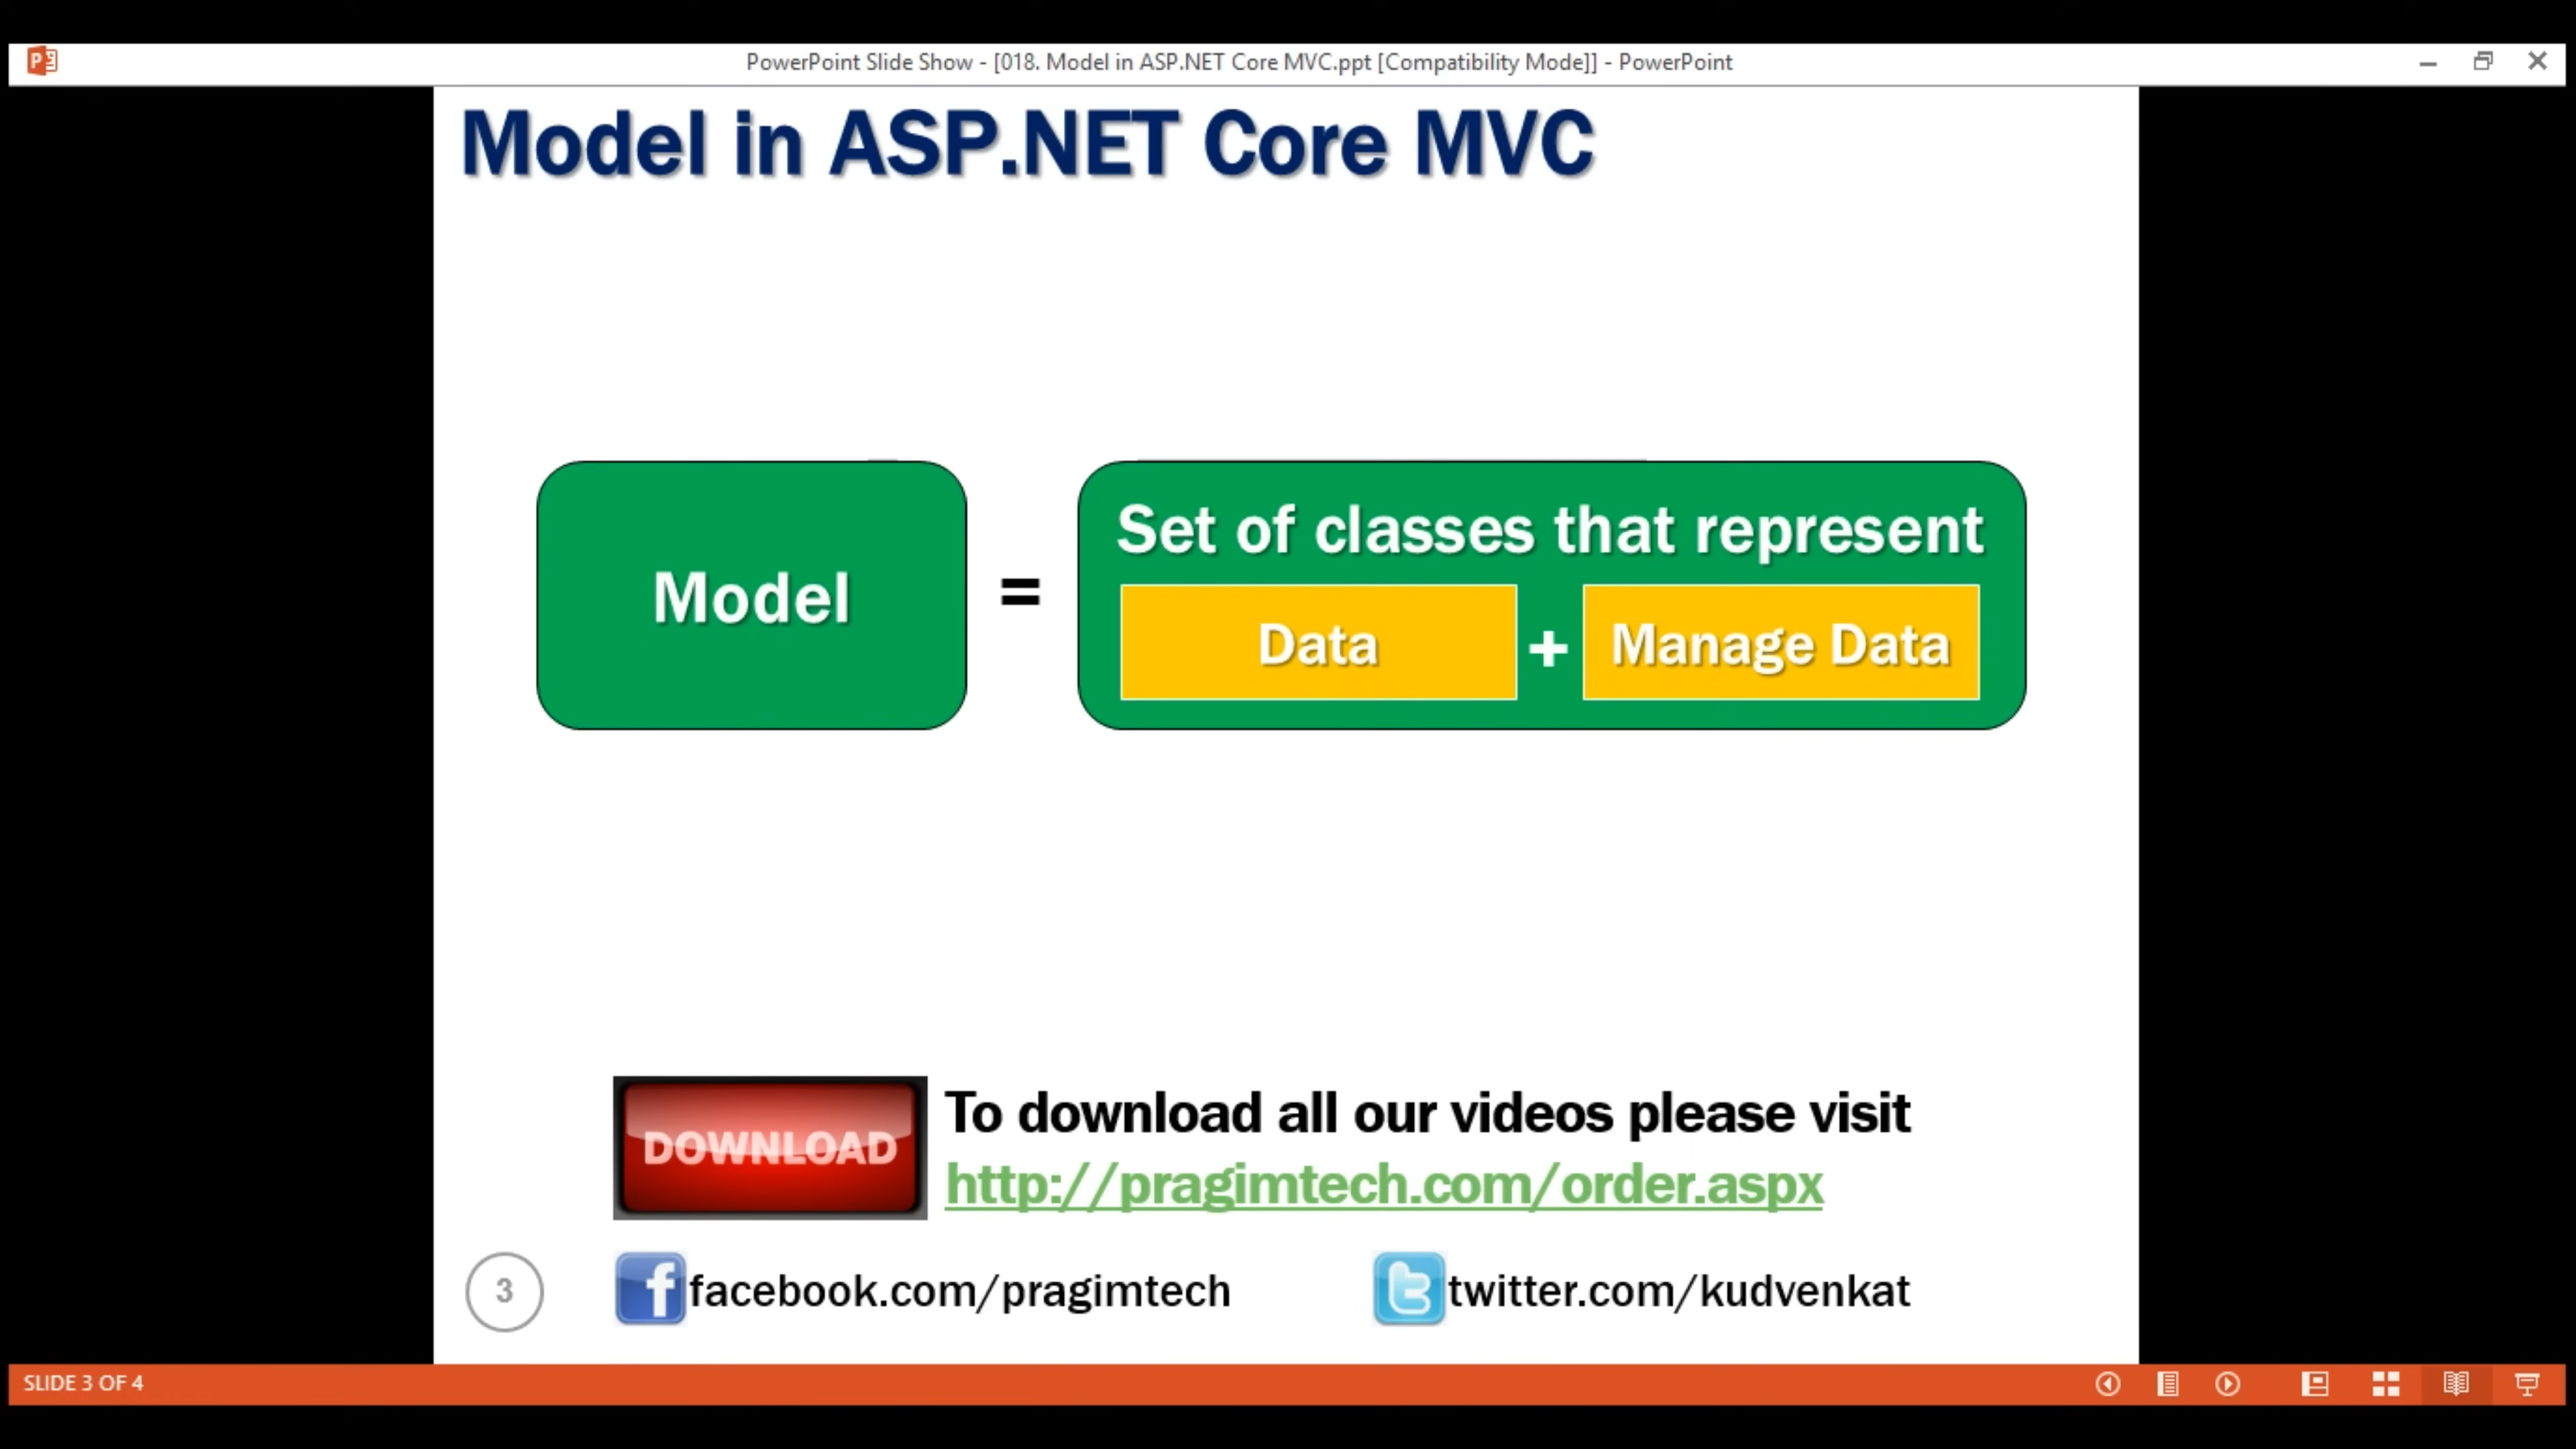 PowerPoint Slide Show - [018. Model in ASP.NET Core MVC.ppt [Compatibility Mode]] - PowerPoint
Model in ASP.NET Core MVC
Model
=
Set of classes that represent
Data + Manage Data
DOWNLOAD
To download all our videos please visit
http://pragimtech.com/order.aspx
3
facebook.com/pragimtech
twitter.com/kudvenkat
SLIDE 3 OF 4